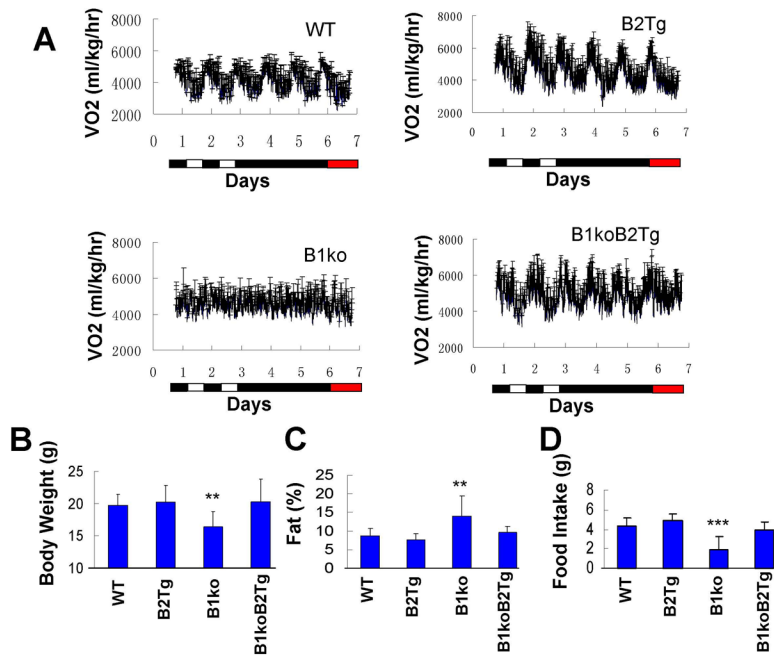 A
WT
VO2 (ml/kg/hr)
8000
6000
4000
2000
0 1 2 3 4 5 6 7
Days
B2Tg
VO2 (ml/kg/hr)
8000
6000
4000
2000
0 1 2 3 4 5 6 7
Days
B1ko
VO2 (ml/kg/hr)
8000
6000
4000
2000
0 1 2 3 4 5 6 7
Days
B1koB2Tg
VO2 (ml/kg/hr)
8000
6000
4000
2000
0 1 2 3 4 5 6 7
Days
B
Body Weight (g)
25
20
15
10
**
WT
B2Tg
B1ko
B1koB2Tg
C
Fat (%)
25
20
15
10
5
0
**
WT
B2Tg
B1ko
B1koB2Tg
D
Food Intake (g)
8
6
4
2
0
***
WT
B2Tg
B1ko
B1koB2Tg